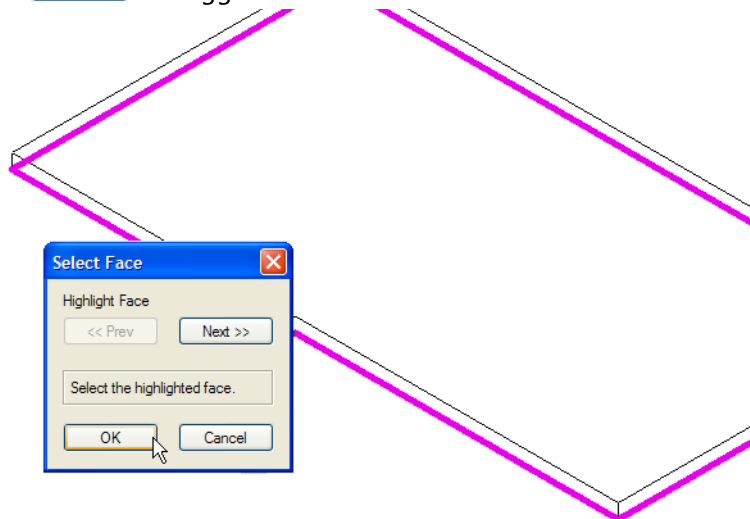 Select Face
Highlight Face
<< Prev
Next >>
Select the highlighted face.
OK
Cancel